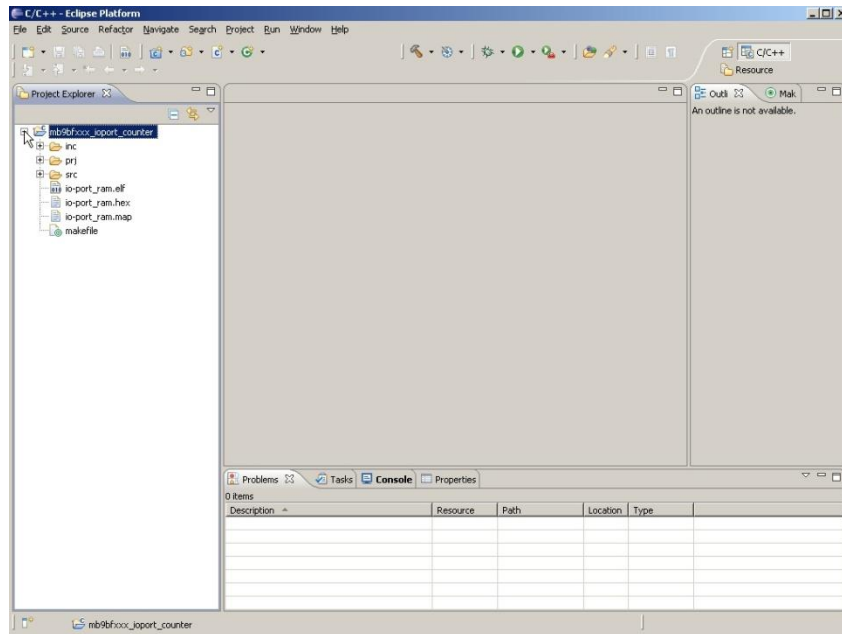 C/C++ - Eclipse Platform
File Edit Source Refactor Navigate Search Project Run Window Help
C/C++
Resource
Project Explorer
Outli
Mak
An outline is not available.
mb9bfxxx_ioport_counter
inc
prj
src
io-port_ram.elf
io-port_ram.hex
io-port_ram.map
makefile
Problems Tasks Console Properties
0 items
Description Resource Path Location Type
mb9bfxxx_ioport_counter